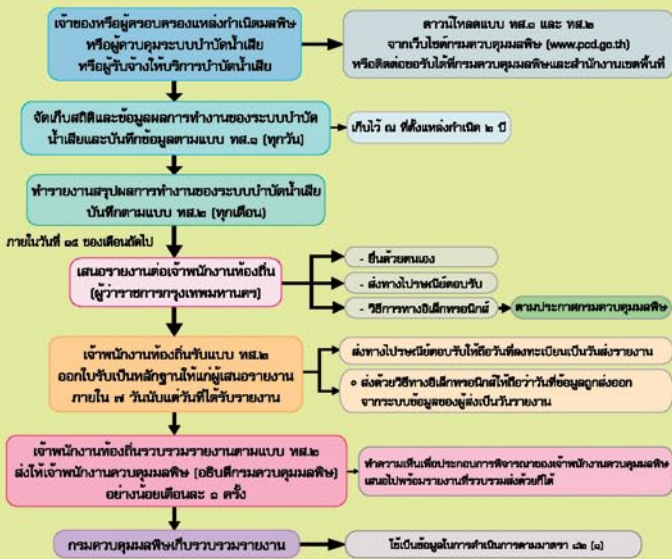 เจ้าของหรือผู้ครอบครองแหล่งกำเนิดมลพิษ
หรือผู้ควบคุมระบบบำบัดน้ำเสีย
หรือผู้รับจ้างให้บริการบำบัดน้ำเสีย
ดาวน์โหลดแบบ ทส.๑ และ ทส.๒
จากเว็บไซต์กรมควบคุมมลพิษ (www.pcd.go.th)
หรือติดต่อขอรับได้ที่กรมควบคุมมลพิษและสำนักงานเขตพื้นที่
จัดเก็บสถิติและข้อมูลผลการทำงานของระบบบำบัด
น้ำเสียและบันทึกข้อมูลตามแบบ ทส.๑ (ทุกวัน)
เก็บไว้ ณ ที่ตั้งแหล่งกำเนิด ๒ ปี
ทำรายงานสรุปผลการทำงานของระบบบำบัดน้ำเสีย
บันทึกตามแบบ ทส.๒ (ทุกเดือน)
ภายในวันที่ ๑๕ ของเดือนถัดไป
เสนอรายงานต่อเจ้าพนักงานท้องถิ่น
(ผู้ว่าราชการกรุงเทพมหานคร)
- ยื่นด้วยตนเอง
- ส่งทางไปรษณีย์ตอบรับ
- วิธีการทางอิเล็กทรอนิกส์
ตามประกาศกรมควบคุมมลพิษ
เจ้าพนักงานท้องถิ่นรับแบบ ทส.๒
ออกใบรับเป็นหลักฐานให้แก่ผู้เสนอรายงาน
ภายใน ๗ วันนับแต่วันที่ได้รับรายงาน
ส่งทางไปรษณีย์ตอบรับให้ถือวันที่ลงทะเบียนเป็นวันส่งรายงาน
• ส่งด้วยวิธีทางอิเล็กทรอนิกส์ให้ถือว่าวันที่ข้อมูลถูกส่งออก
จากระบบข้อมูลของผู้ส่งเป็นวันรายงาน
เจ้าพนักงานท้องถิ่นรวบรวมรายงานตามแบบ ทส.๒
ส่งให้เจ้าพนักงานควบคุมมลพิษ (อธิบดีกรมควบคุมมลพิษ)
อย่างน้อยเดือนละ ๑ ครั้ง
ทำความเห็นเพื่อประกอบการพิจารณาของเจ้าพนักงานควบคุมมลพิษ
เสนอไปพร้อมรายงานที่รวบรวมส่งด้วยก็ได้
กรมควบคุมมลพิษเก็บรวบรวมรายงาน
ใช้เป็นข้อมูลในการดำเนินการตามมาตรา ๘๒ (๑)